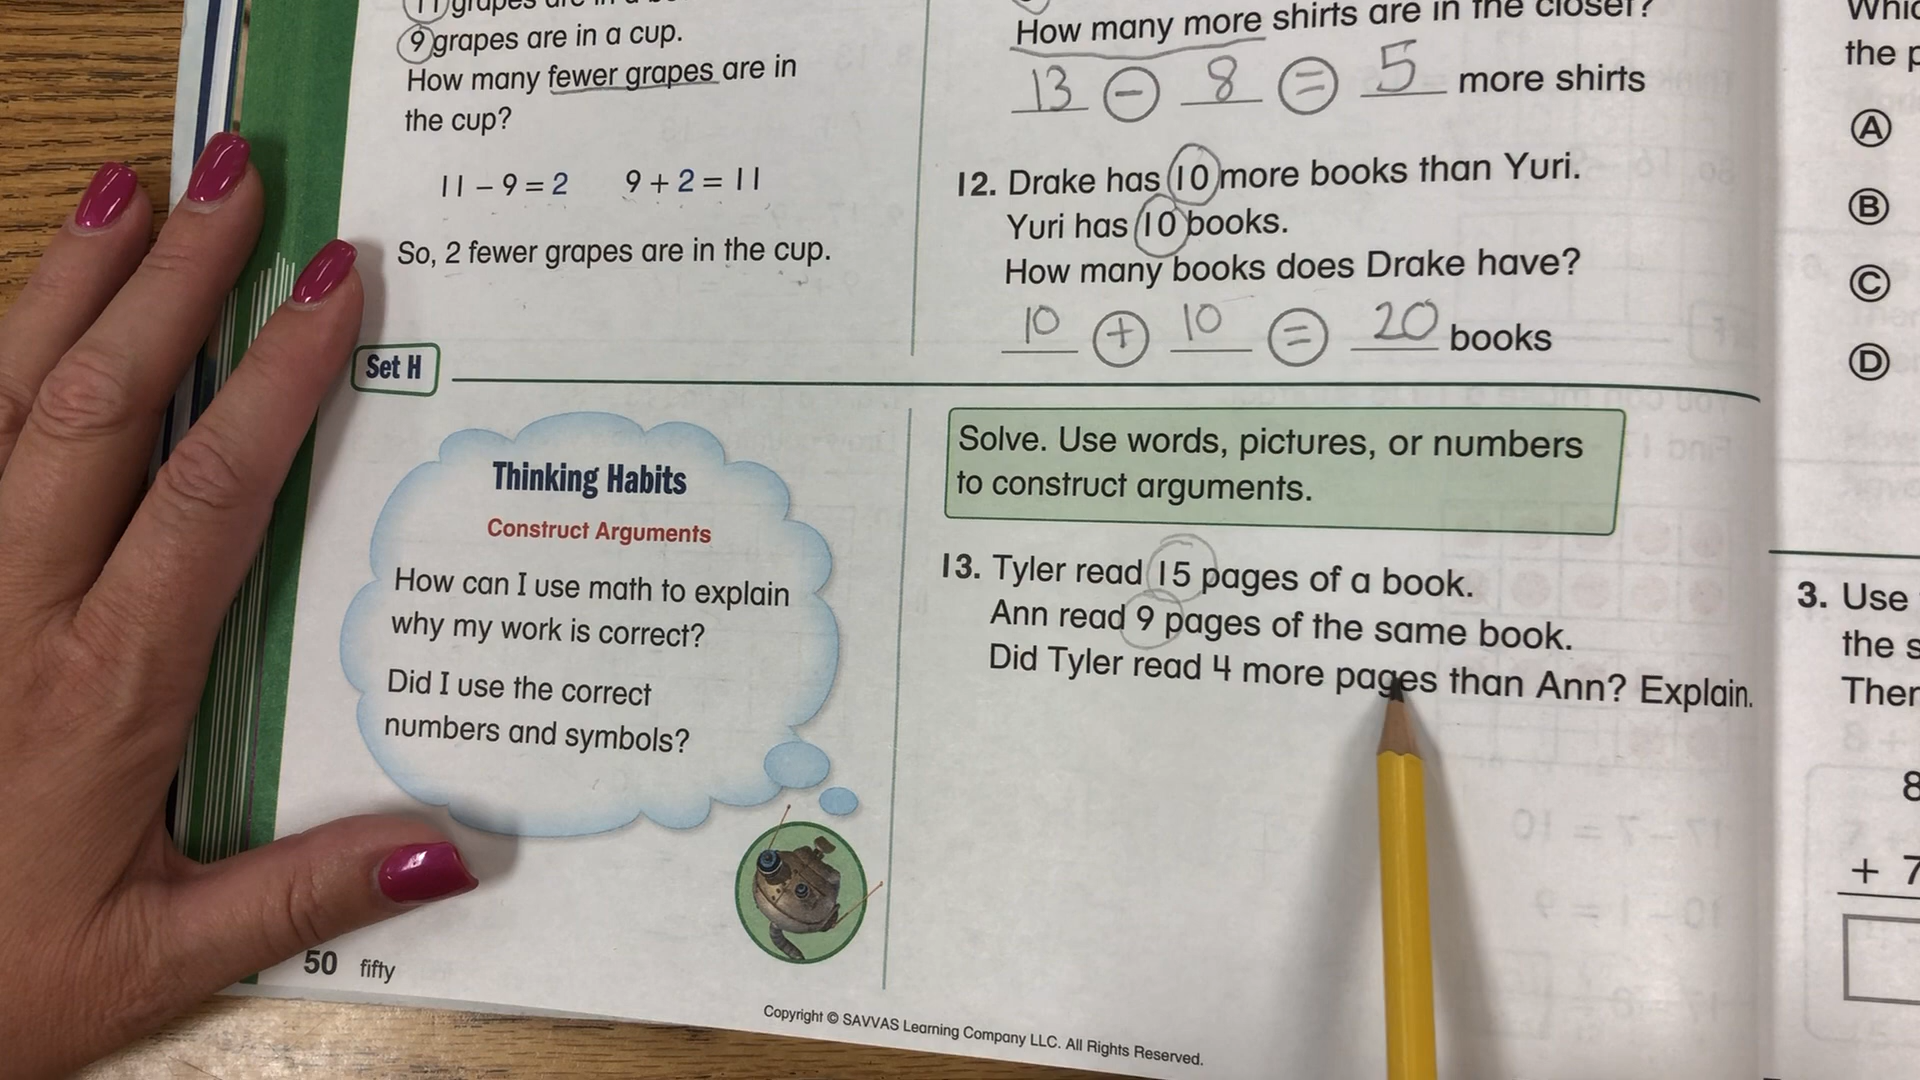 11 grapes are in a
9 grapes are in a cup.
How many fewer grapes are in
the cup?
11 – 9 = 2 9 + 2 = 11
So, 2 fewer grapes are in the cup.
How many more shirts are in the closet?
13 − 8 = 5 more shirts
12. Drake has 10 more books than Yuri.
Yuri has 10 books.
How many books does Drake have?
10 + 10 = 20 books
Set H
Thinking Habits
Construct Arguments
How can I use math to explain
why my work is correct?
Did I use the correct
numbers and symbols?
Solve. Use words, pictures, or numbers
to construct arguments.
13. Tyler read 15 pages of a book.
Ann read 9 pages of the same book.
Did Tyler read 4 more pages than Ann? Explain.
50 fifty
Copyright © SAVVAS Learning Company LLC. All Rights Reserved.
the
A
B
C
D
3. Use
the
8
+ 7